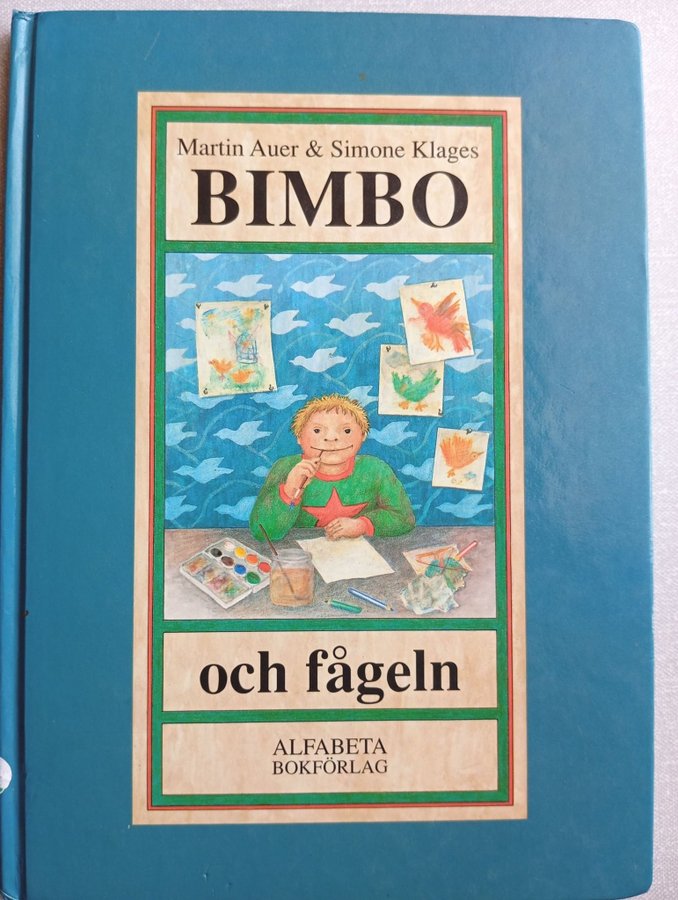 Martin Auer & Simone Klages
BIMBO
och fågeln
ALFABETA
BOKFÖRLAG